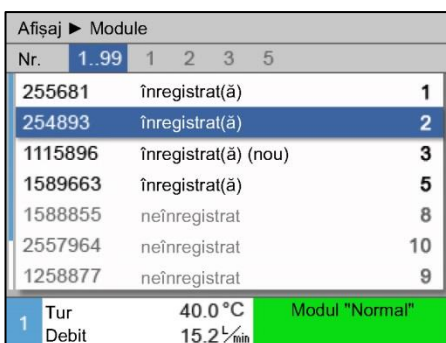 Afișaj ► Module
Nr. 1..99 1 2 3 5
255681 înregistrat(ă) 1
254893 înregistrat(ă) 2
1115896 înregistrat(ă) (nou) 3
1589663 înregistrat(ă) 5
1588855 neînregistrat 8
2557964 neînregistrat 10
1258877 neînregistrat 9
1 Tur 40.0 °C Modul "Normal"
Debit 15.2 L/min